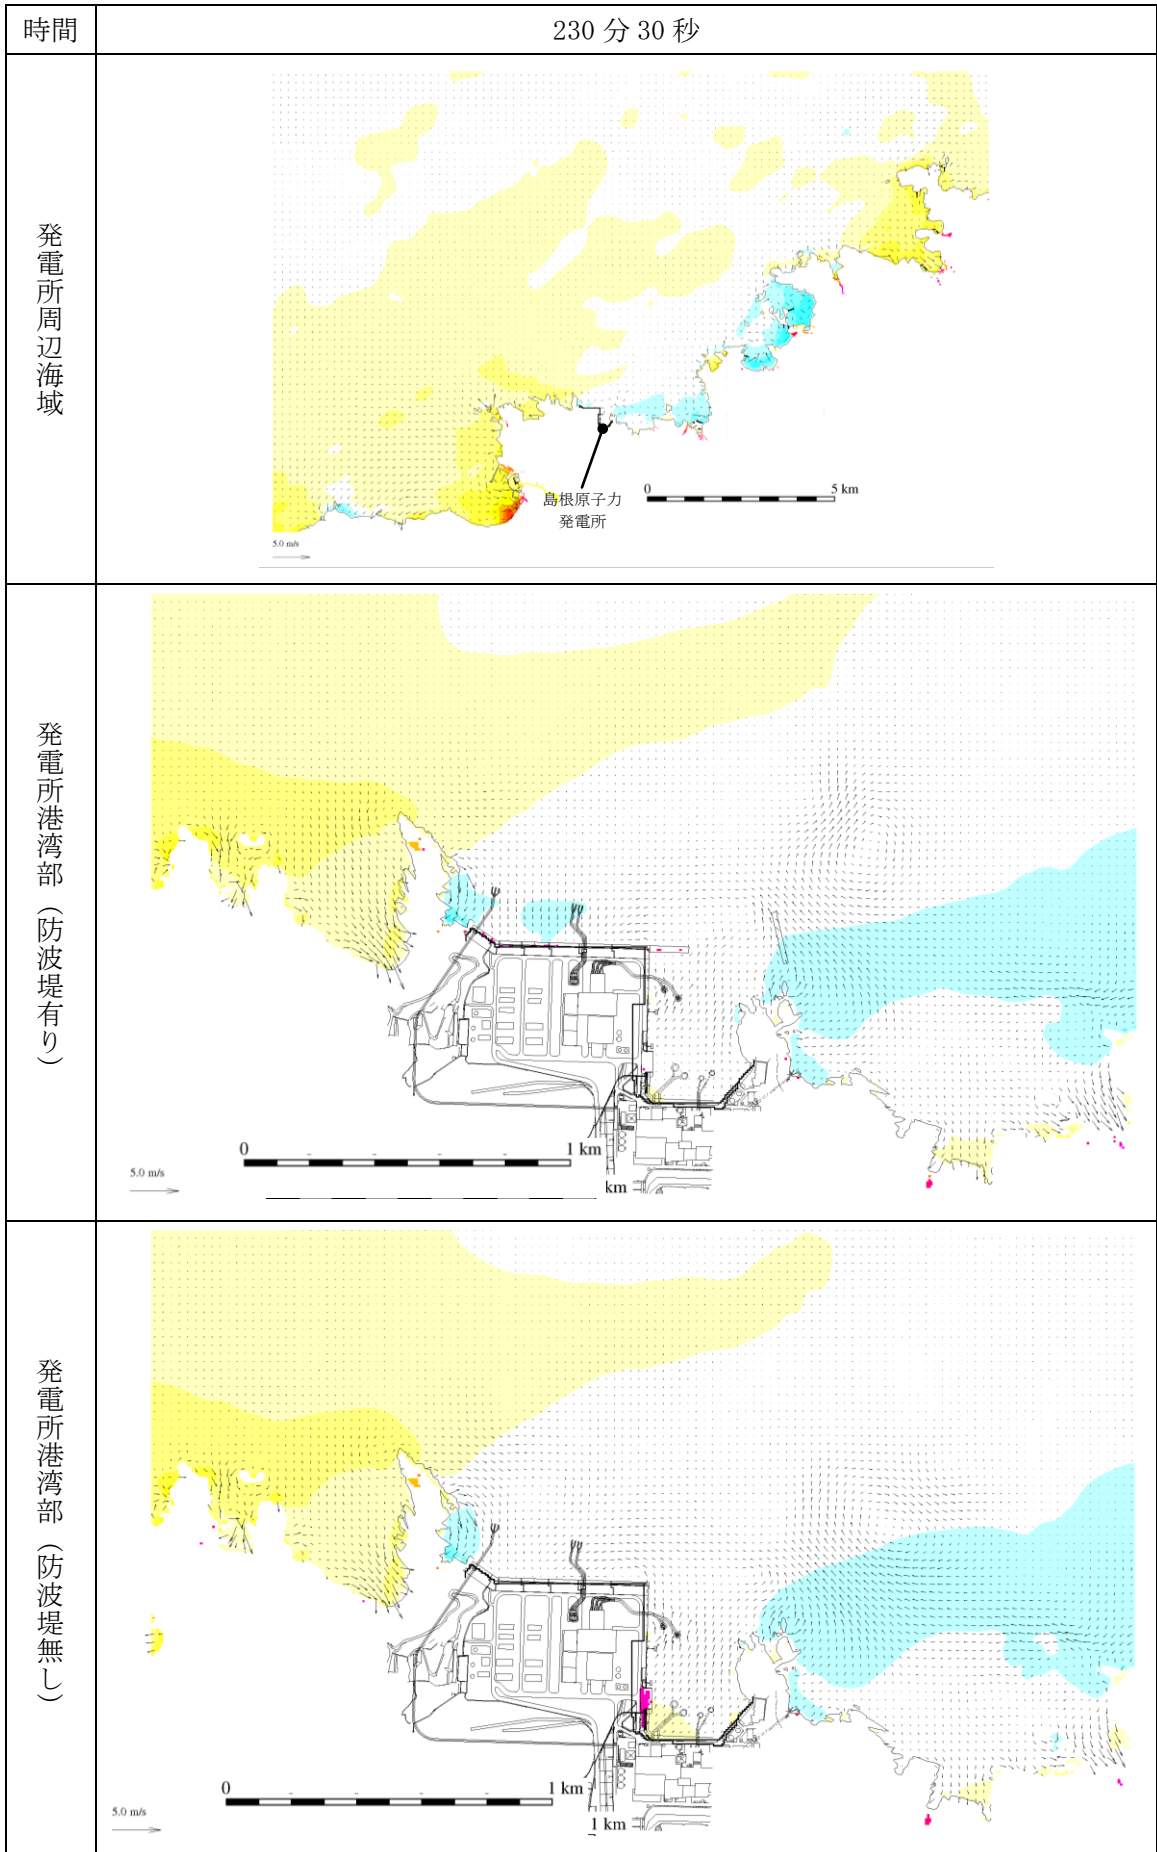 時間
230 分 30 秒
発電所周辺海域
島根原子力
発電所
0
5 km
5.0 m/s
発電所港湾部（防波堤有り）
0
1 km
5.0 m/s
km
発電所港湾部（防波堤無し）
0
1 km
5.0 m/s
1 km